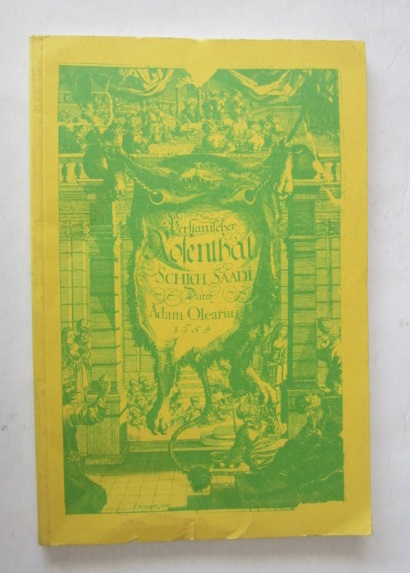 Persianischer
Rosenthal
SCHICH SAADI
Durch
Adam Olearius
1654